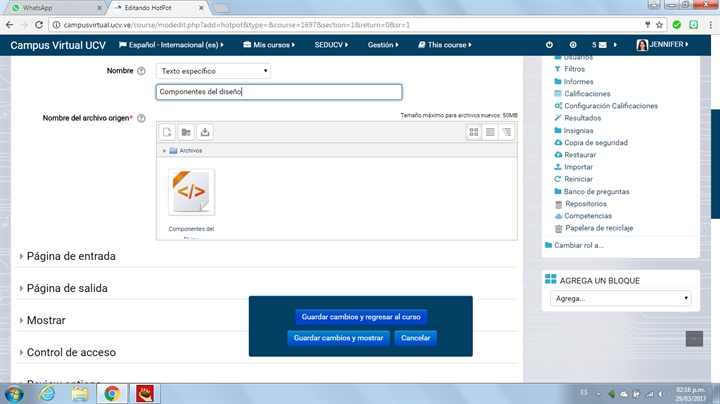 WhatsApp
Editando HotPot
campusvirtual.ucv.ve/course/modedit.php?add=hotpot&type=&course=1697&section=1&return=0&sr=1
Campus Virtual UCV
Español - Internacional (es)
Mis cursos
SEDUCV
Gestión
This course
5
JENNIFER
Nombre
Texto específico
Componentes del diseño
Nombre del archivo origen*
Tamaño máximo para archivos nuevos: 50MB
Archivos
Componentes del
Página de entrada
Página de salida
Mostrar
Control de acceso
Review options
Guardar cambios y regresar al curso
Guardar cambios y mostrar
Cancelar
Usuarios
Filtros
Informes
Calificaciones
Configuración Calificaciones
Resultados
Insignias
Copia de seguridad
Restaurar
Importar
Reiniciar
Banco de preguntas
Repositorios
Competencias
Papelera de reciclaje
Cambiar rol a...
AGREGA UN BLOQUE
Agrega...
ES
02:16 p.m.
29/03/2017